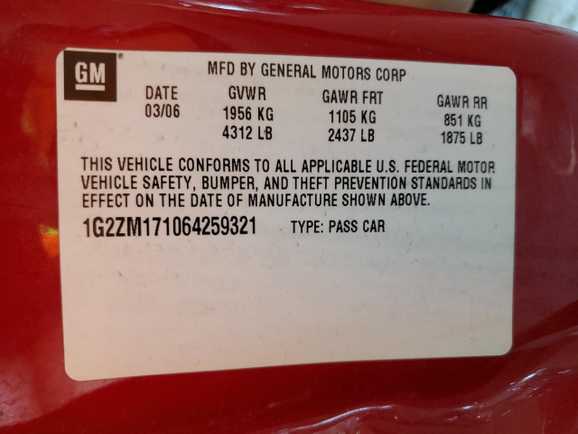 GM
MFD BY GENERAL MOTORS CORP
DATE GVWR GAWR FRT GAWR RR
03/06 1956 KG 1105 KG 851 KG
4312 LB 2437 LB 1875 LB
THIS VEHICLE CONFORMS TO ALL APPLICABLE U.S. FEDERAL MOTOR
VEHICLE SAFETY, BUMPER, AND THEFT PREVENTION STANDARDS IN
EFFECT ON THE DATE OF MANUFACTURE SHOWN ABOVE.
1G2ZM171064259321 TYPE: PASS CAR